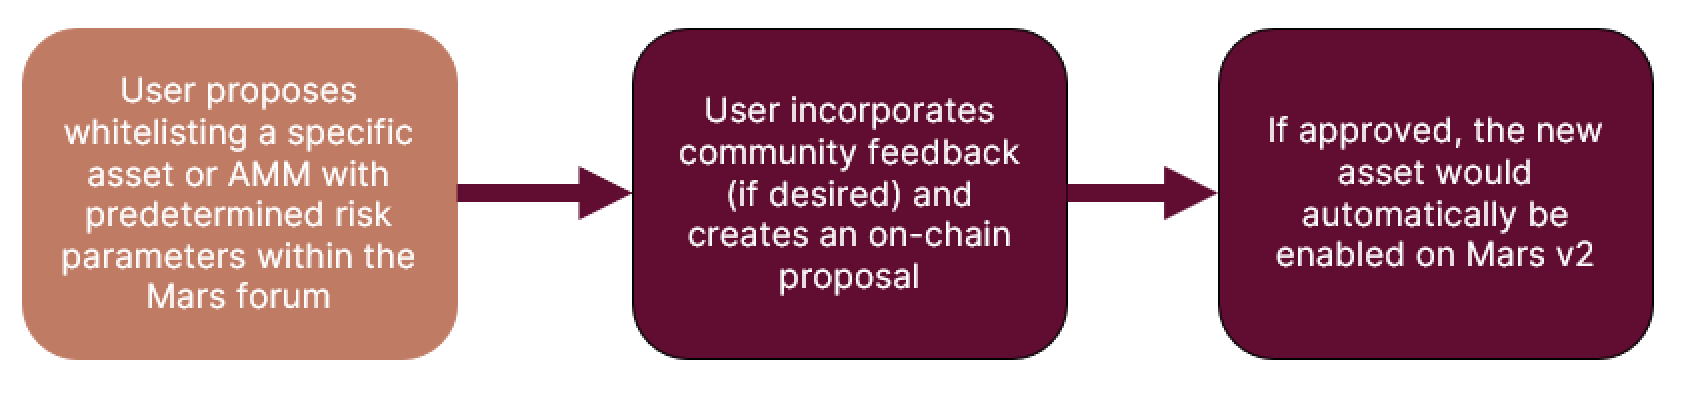 User proposes
whitelisting a specific
asset or AMM with
predetermined risk
parameters within the
Mars forum
User incorporates
community feedback
(if desired) and
creates an on-chain
proposal
If approved, the new
asset would
automatically be
enabled on Mars v2